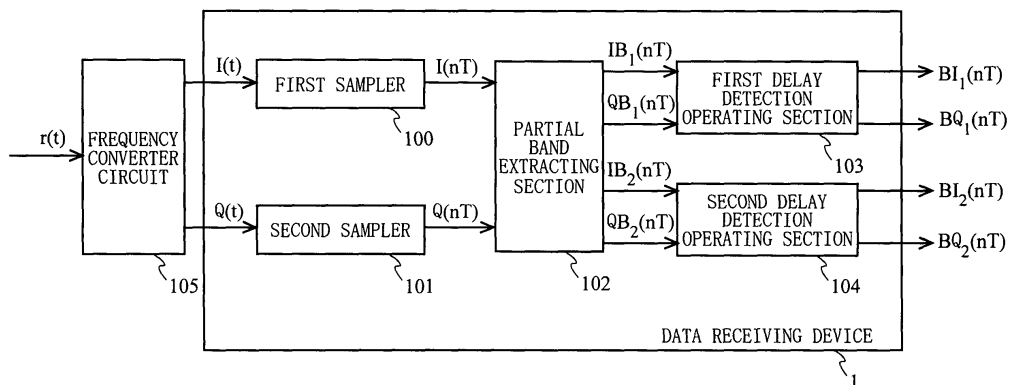 r(t)
FREQUENCY
CONVERTER
CIRCUIT
105
I(t)
FIRST SAMPLER
100
I(nT)
Q(t)
SECOND SAMPLER
101
Q(nT)
PARTIAL
BAND
EXTRACTING
SECTION
102
IB₁(nT)
QB₁(nT)
IB₂(nT)
QB₂(nT)
FIRST DELAY
DETECTION
OPERATING SECTION
103
SECOND DELAY
DETECTION
OPERATING SECTION
104
BI₁(nT)
BQ₁(nT)
BI₂(nT)
BQ₂(nT)
DATA RECEIVING DEVICE
1